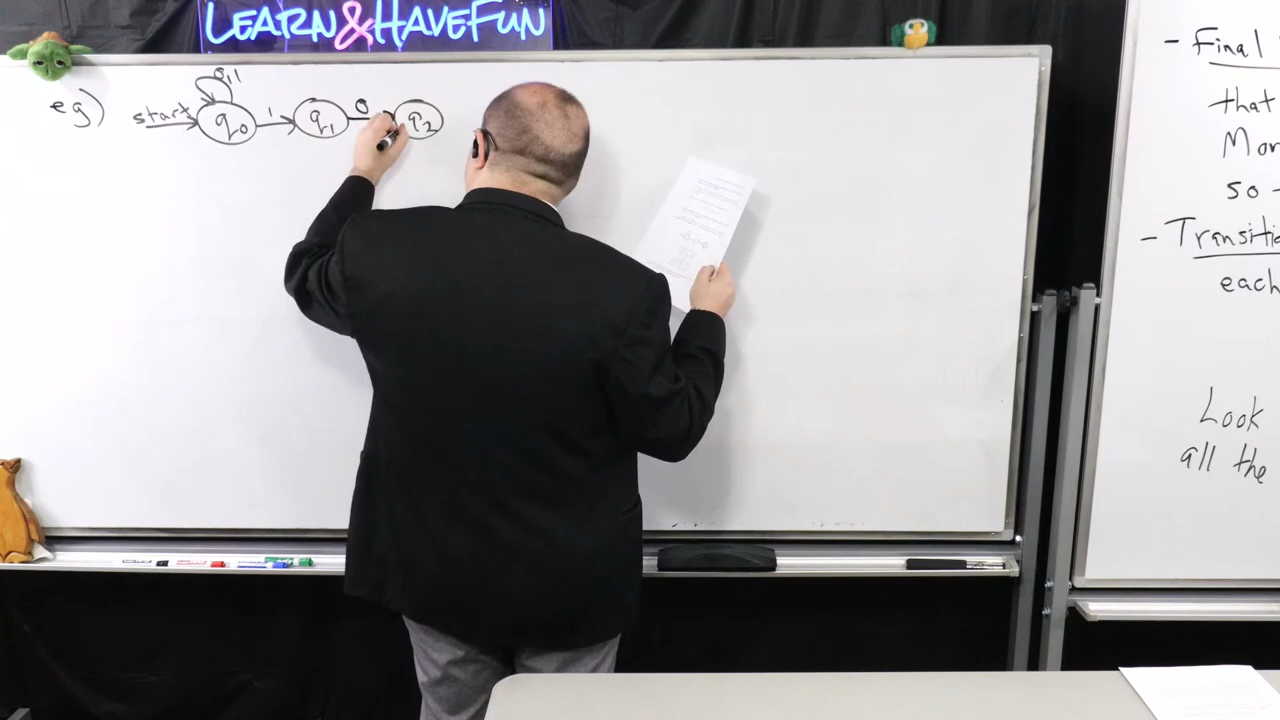 LEARN&HAVEFUN
eg)
0,1
start q0 1 q1 0 q2
- Final
that
Mor
so -
- Transitio
each
Look
all the